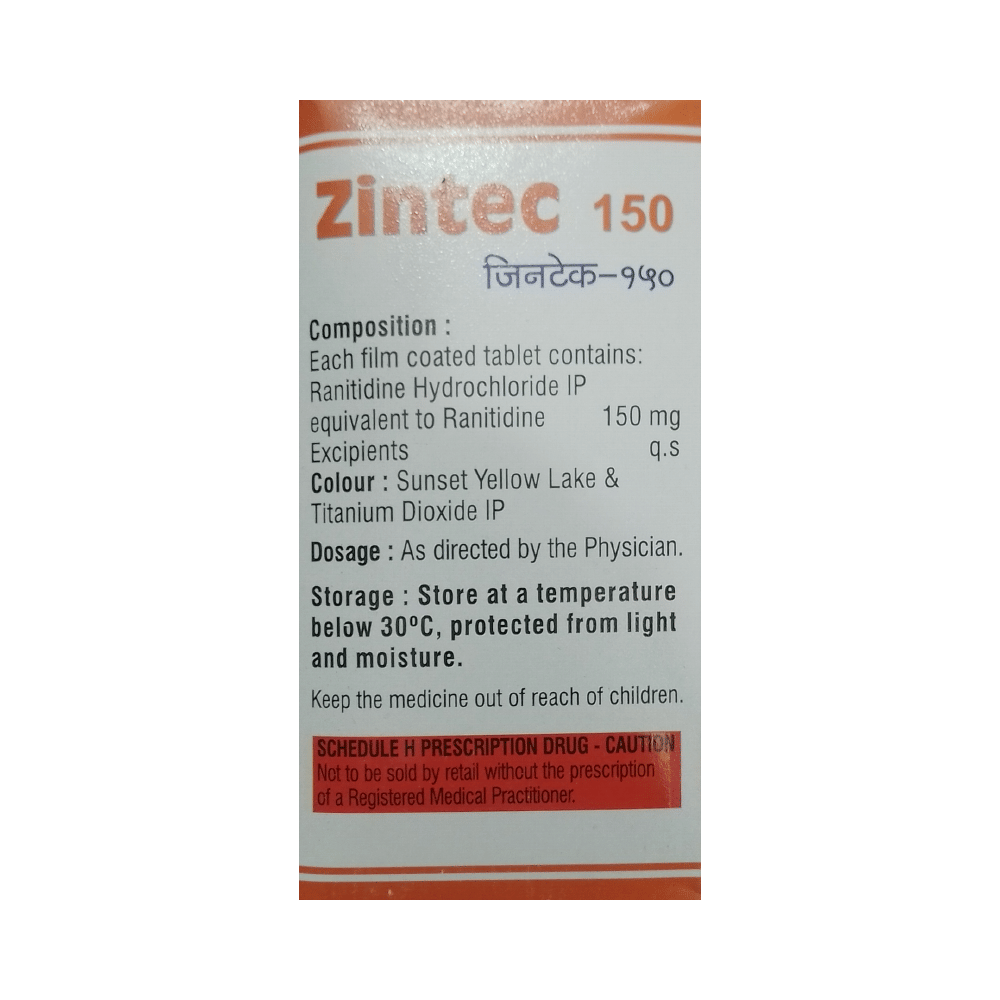 Zintec 150
जिनटेक-१५०
Composition :
Each film coated tablet contains:
Ranitidine Hydrochloride IP
equivalent to Ranitidine 150 mg
Excipients q.s
Colour : Sunset Yellow Lake &
Titanium Dioxide IP
Dosage : As directed by the Physician.
Storage : Store at a temperature
below 30ºC, protected from light
and moisture.
Keep the medicine out of reach of children.
SCHEDULE H PRESCRIPTION DRUG - CAUTION
Not to be sold by retail without the prescription
of a Registered Medical Practitioner.